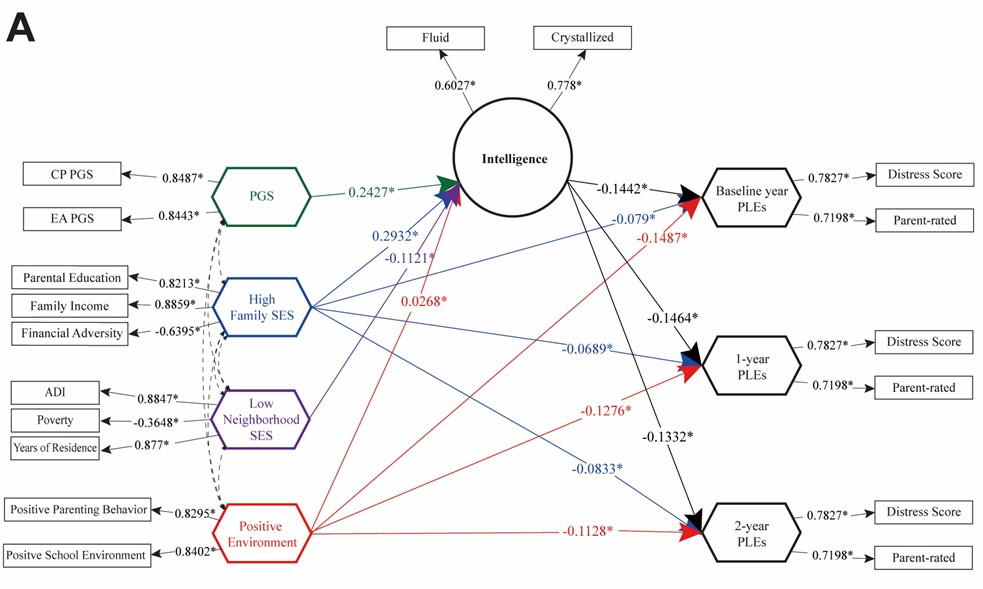 A
Fluid
Crystallized
0.6027*
0.778*
Intelligence
CP PGS
0.8487*
EA PGS
0.8443*
PGS
0.2427*
Parental Education
0.8213*
Family Income
0.8859*
Financial Adversity
-0.6395*
High
Family SES
0.2932*
-0.1121*
0.0268*
ADI
0.8847*
Poverty
-0.3648*
Years of Residence
0.877*
Low
Neighborhood
SES
Positive Parenting Behavior
0.8295*
Positve School Environment
0.8402*
Positive
Environment
-0.1442*
-0.079*
-0.1487*
-0.1464*
-0.0689*
-0.1276*
-0.1332*
-0.0833*
-0.1128*
Baseline year
PLEs
0.7827*
Distress Score
0.7198*
Parent-rated
1-year
PLEs
0.7827*
Distress Score
0.7198*
Parent-rated
2-year
PLEs
0.7827*
Distress Score
0.7198*
Parent-rated